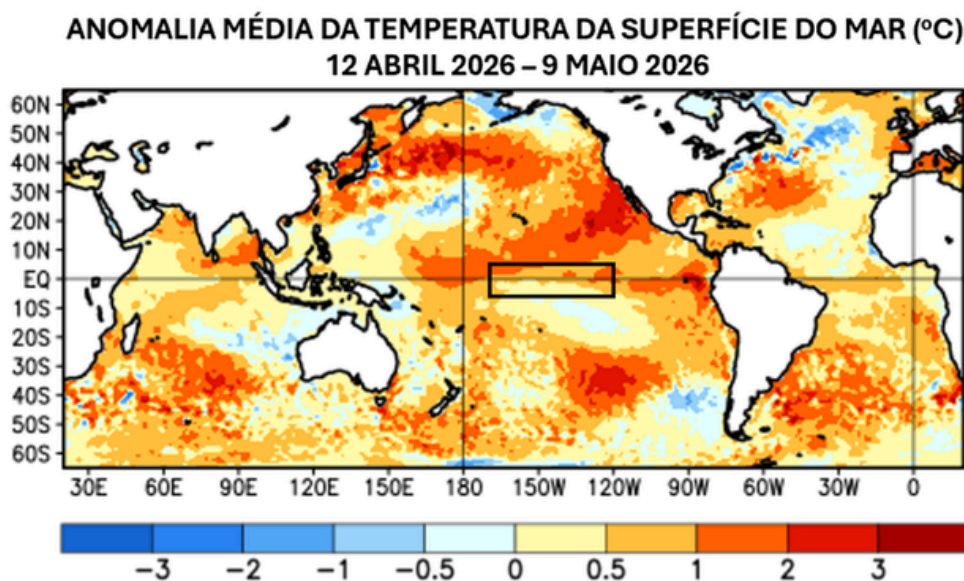 ANOMALIA MÉDIA DA TEMPERATURA DA SUPERFÍCIE DO MAR (ºC)
12 ABRIL 2026 – 9 MAIO 2026
60N
50N
40N
30N
20N
10N
EQ
10S
20S
30S
40S
50S
60S
30E 60E 90E 120E 150E 180 150W 120W 90W 60W 30W 0
−3 −2 −1 −0.5 0 0.5 1 2 3